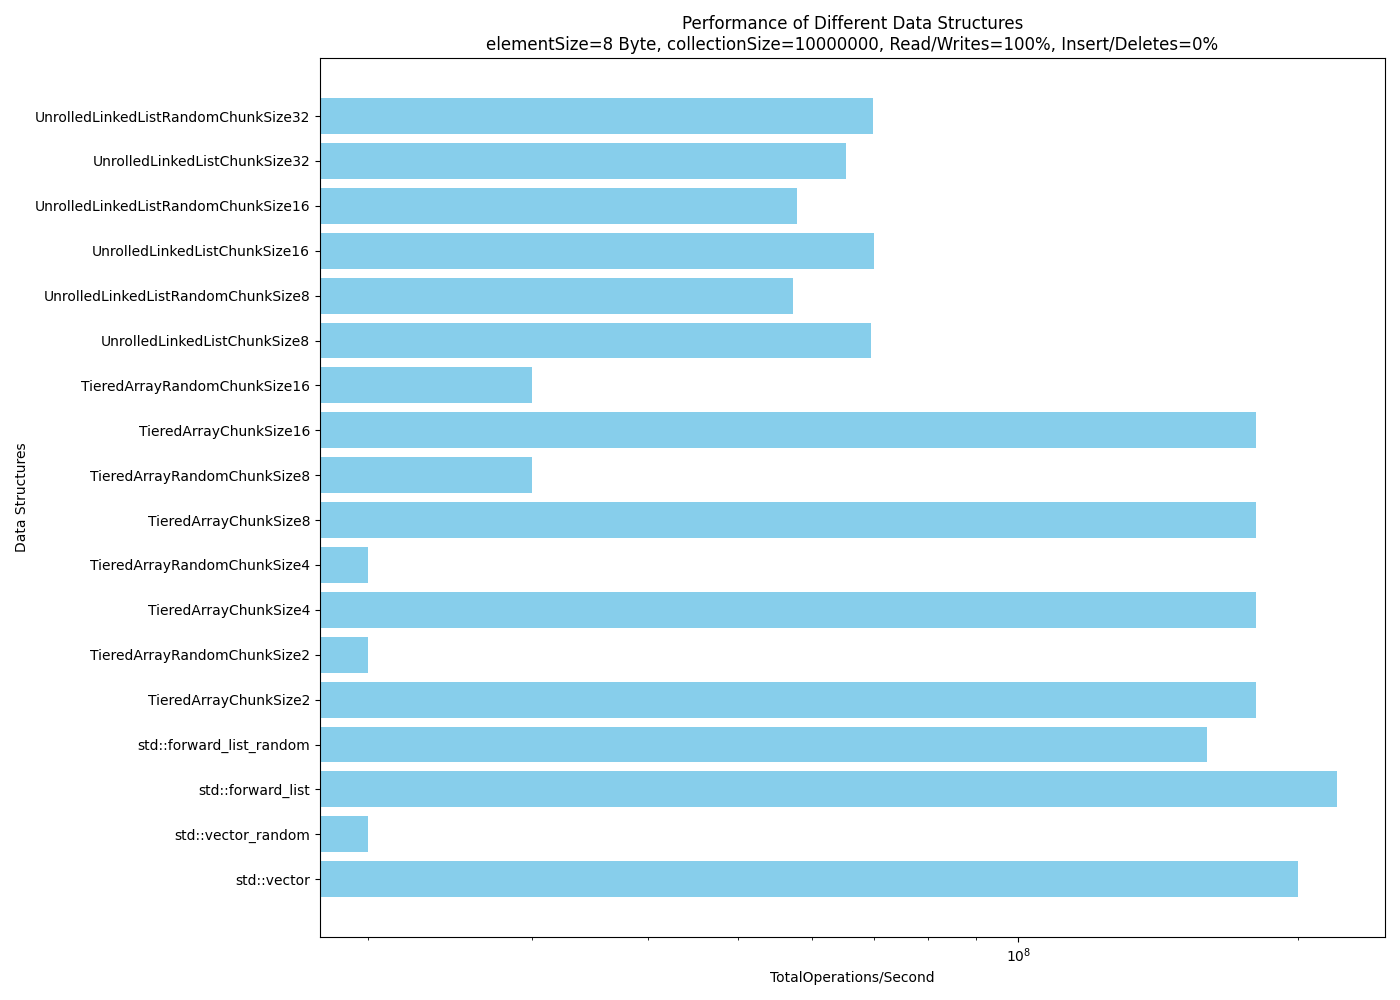 Performance of Different Data Structures
elementSize=8 Byte, collectionSize=10000000, Read/Writes=100%, Insert/Deletes=0%
UnrolledLinkedListRandomChunkSize32
UnrolledLinkedListChunkSize32
UnrolledLinkedListRandomChunkSize16
UnrolledLinkedListChunkSize16
UnrolledLinkedListRandomChunkSize8
UnrolledLinkedListChunkSize8
TieredArrayRandomChunkSize16
TieredArrayChunkSize16
TieredArrayRandomChunkSize8
TieredArrayChunkSize8
TieredArrayRandomChunkSize4
TieredArrayChunkSize4
TieredArrayRandomChunkSize2
TieredArrayChunkSize2
std::forward_list_random
std::forward_list
std::vector_random
std::vector
Data Structures
10⁸
TotalOperations/Second